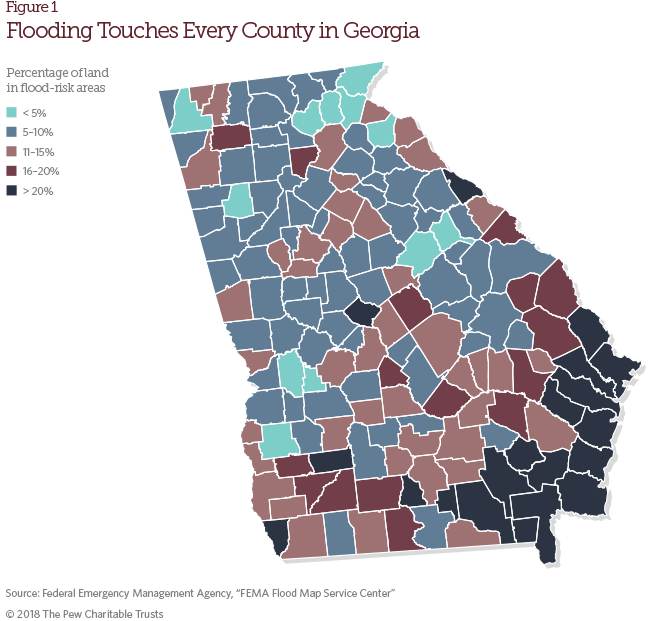 Figure 1
Flooding Touches Every County in Georgia
Percentage of land
in flood-risk areas
< 5%
5–10%
11–15%
16–20%
> 20%
Source: Federal Emergency Management Agency, “FEMA Flood Map Service Center”
© 2018 The Pew Charitable Trusts